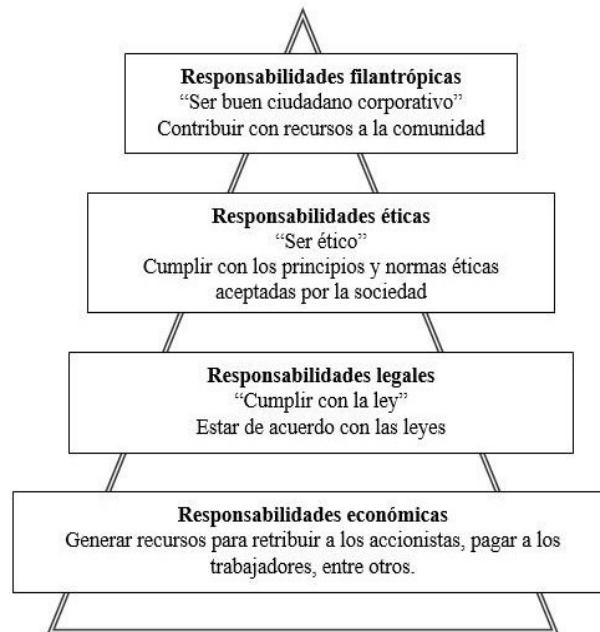 Responsabilidades filantrópicas
“Ser buen ciudadano corporativo”
Contribuir con recursos a la comunidad
Responsabilidades éticas
“Ser ético”
Cumplir con los principios y normas éticas
aceptadas por la sociedad
Responsabilidades legales
“Cumplir con la ley”
Estar de acuerdo con las leyes
Responsabilidades económicas
Generar recursos para retribuir a los accionistas, pagar a los
trabajadores, entre otros.